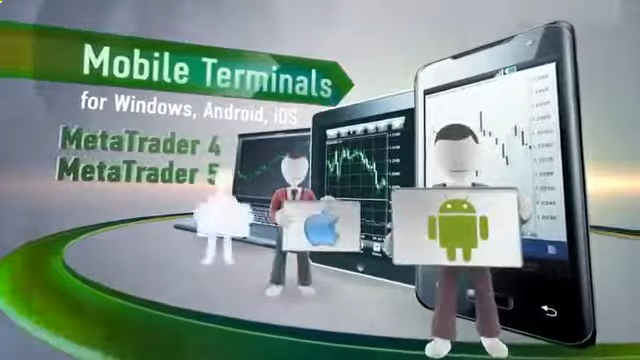 Mobile Terminals
for Windows, Android, iOS
MetaTrader 4
MetaTrader 5